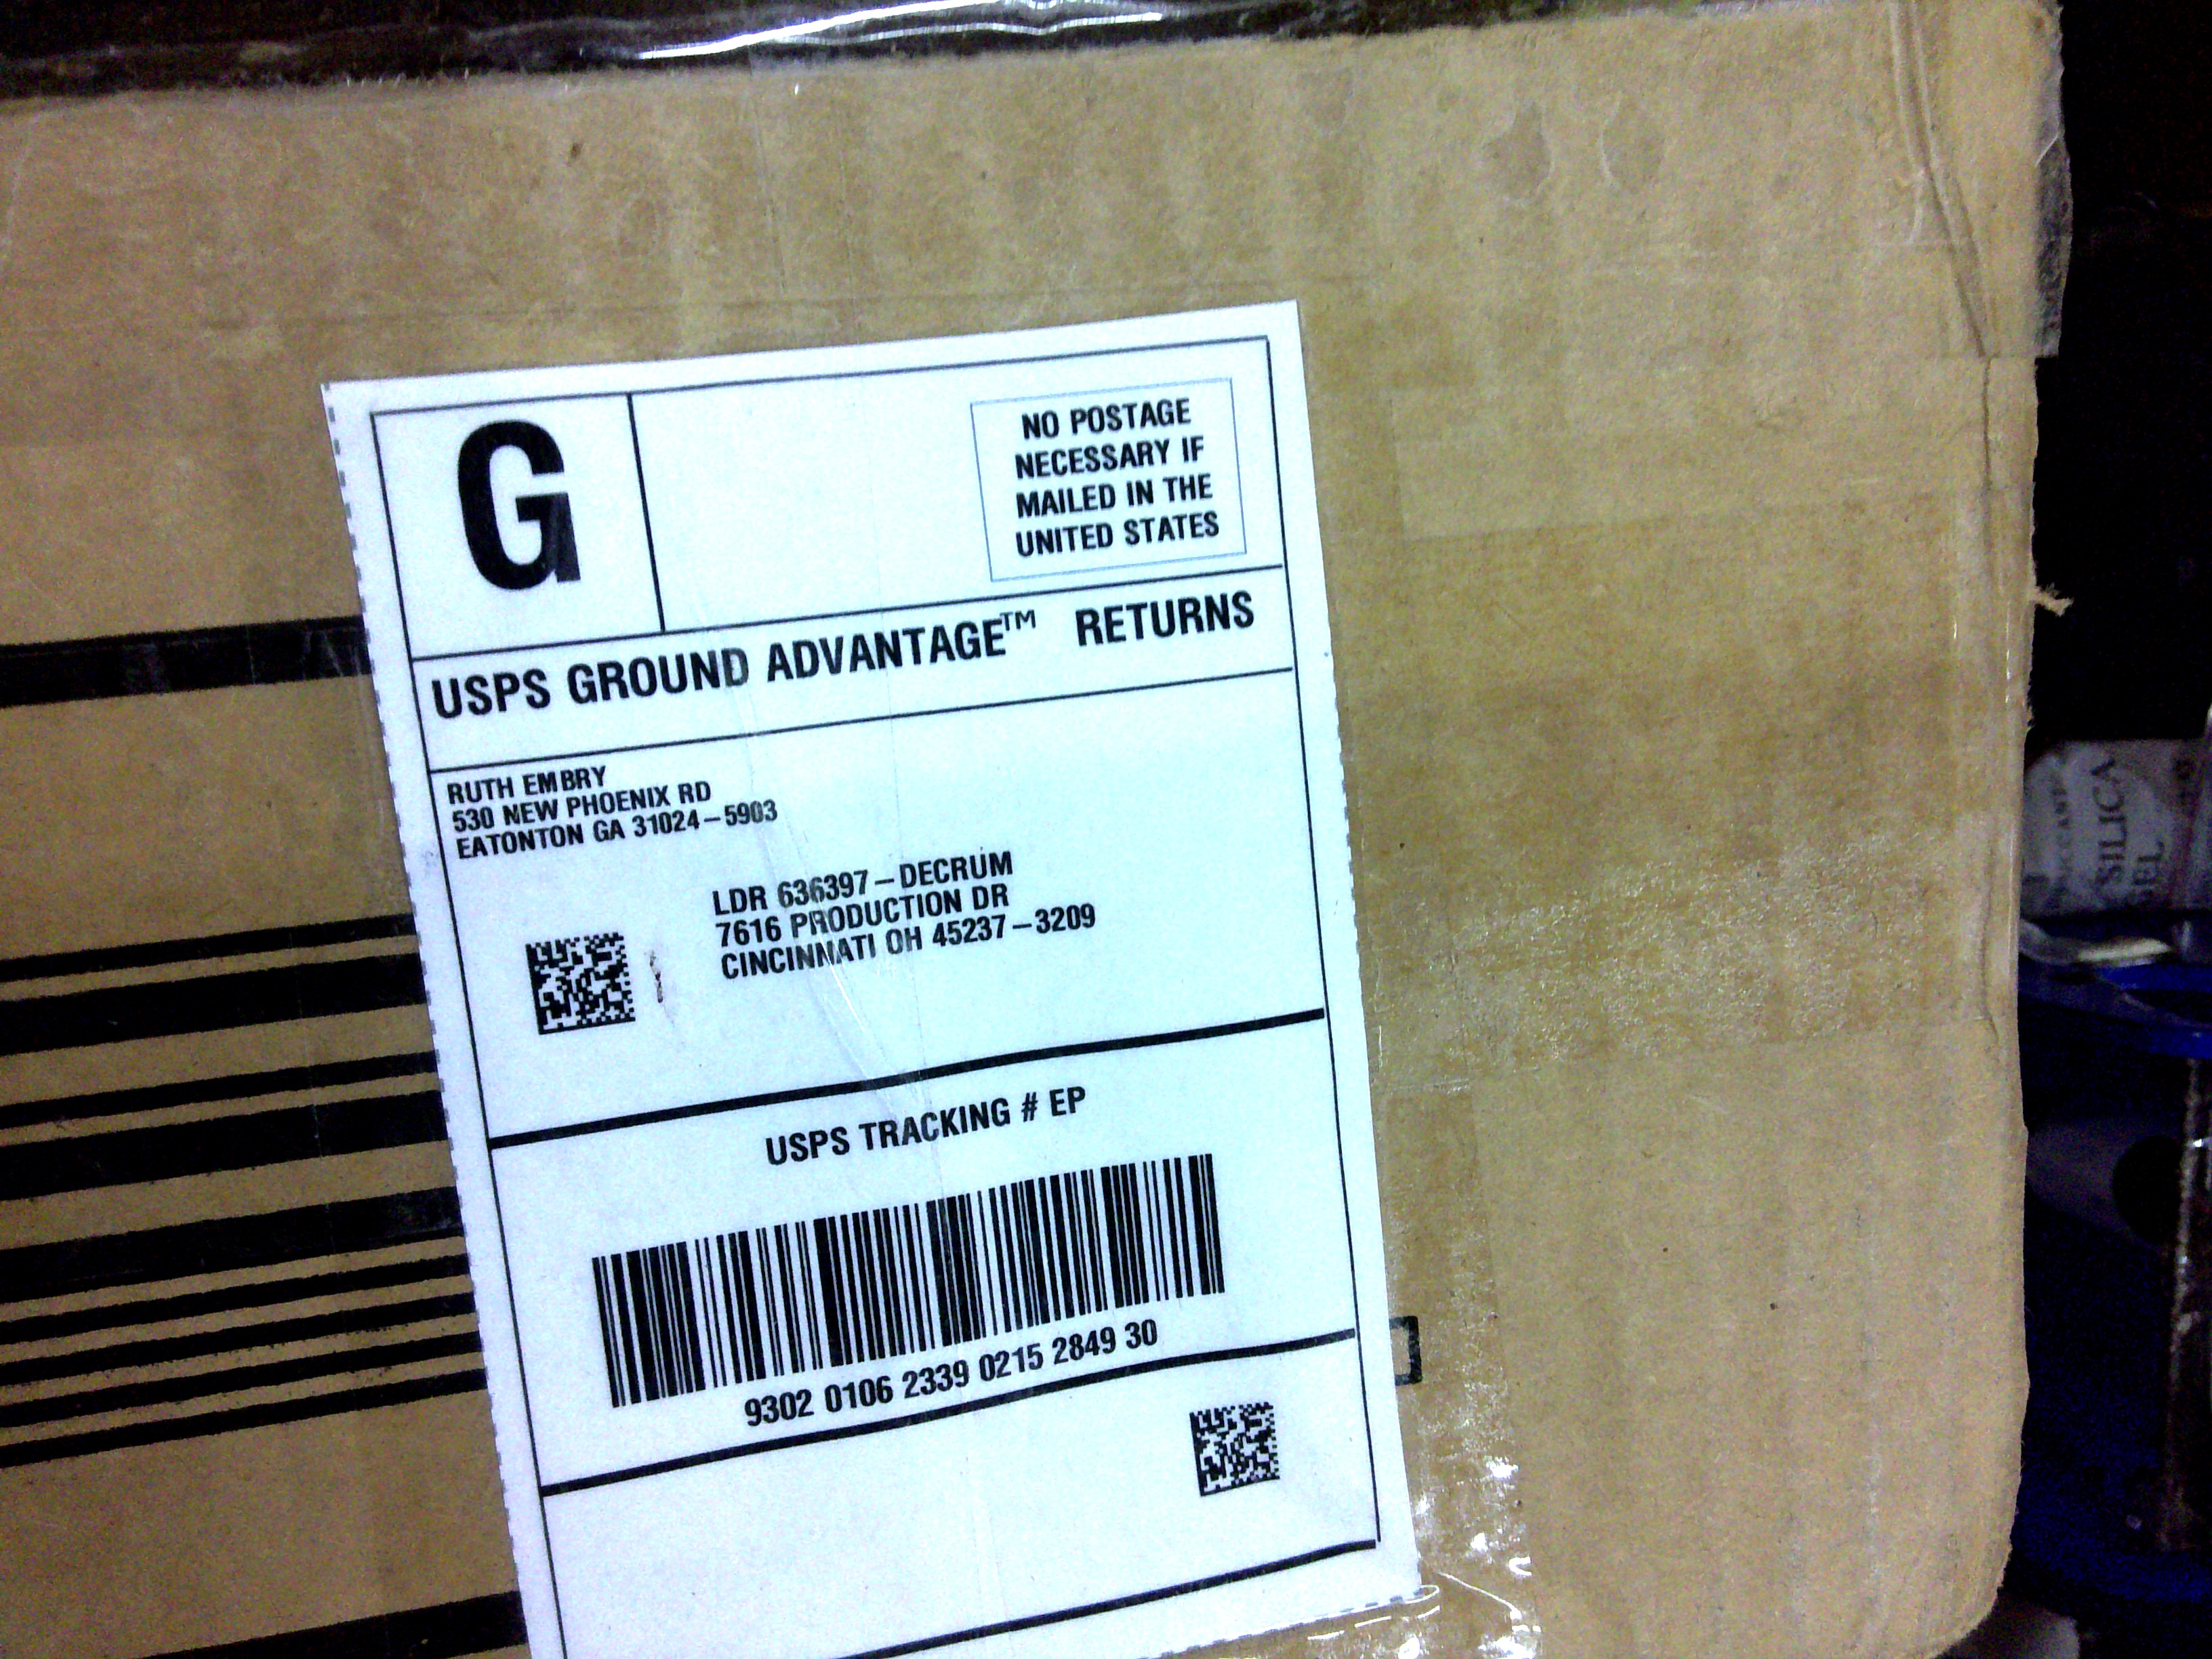 G
NO POSTAGE
NECESSARY IF
MAILED IN THE
UNITED STATES
USPS GROUND ADVANTAGE™ RETURNS
RUTH EMBRY
530 NEW PHOENIX RD
EATONTON GA 31024-5903
LDR 636397-DECRUM
7616 PRODUCTION DR
CINCINNATI OH 45237-3209
USPS TRACKING # EP
9302 0106 2339 0215 2849 30
SILICA
GEL